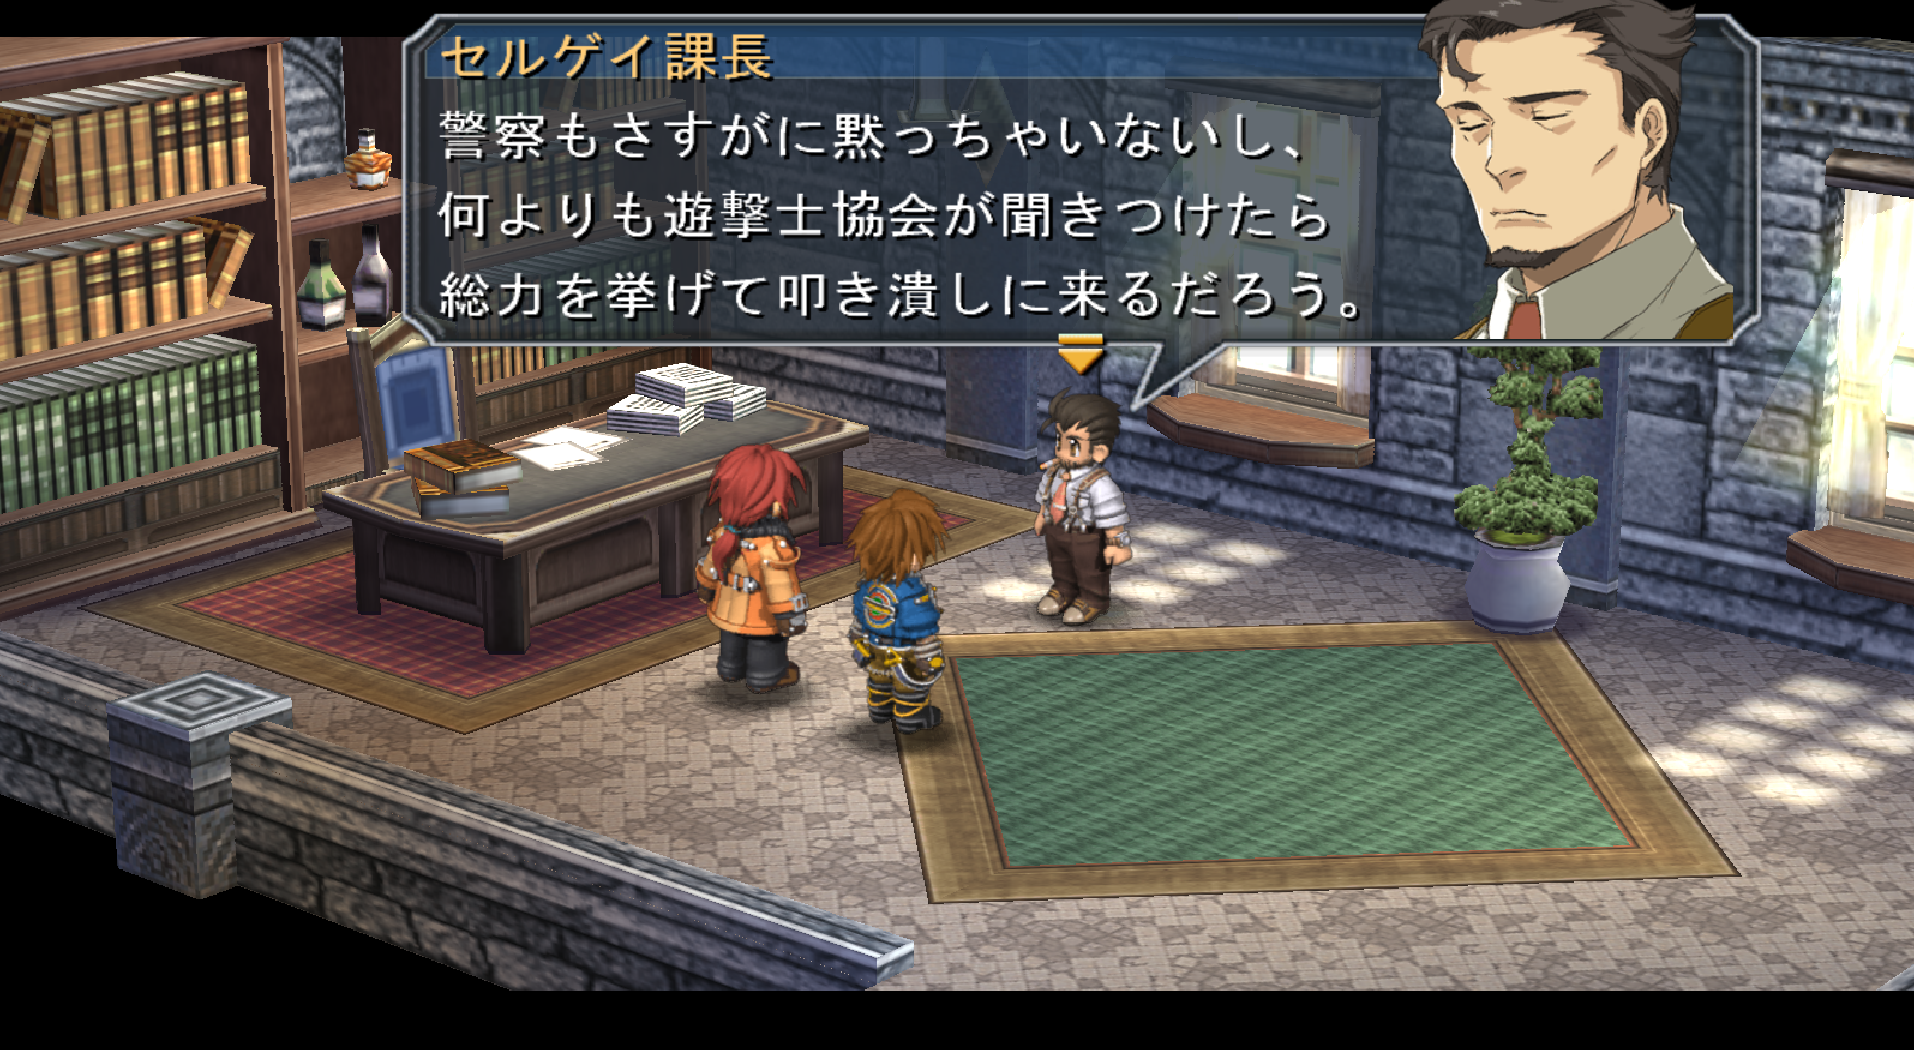 セルゲイ課長
警察もさすがに黙っちゃいないし、
何よりも遊撃士協会が聞きつけたら
総力を挙げて叩き潰しに来るだろう。